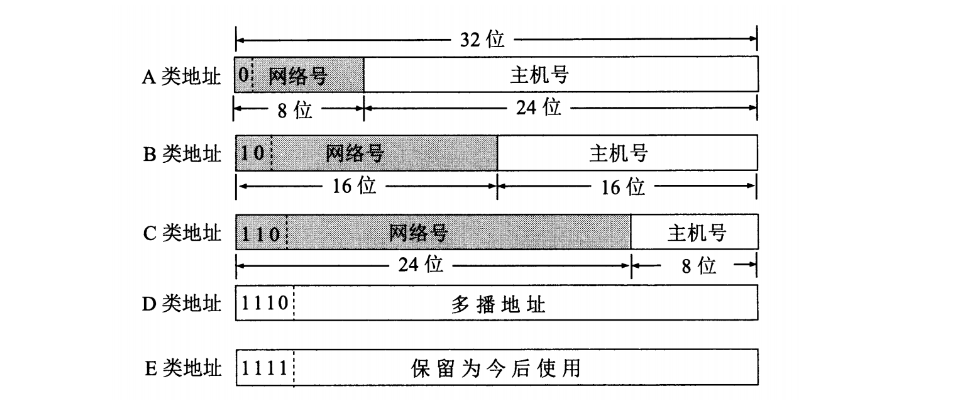 32 位
A 类地址 0 网络号 主机号
8 位 24 位
B 类地址 10 网络号 主机号
16 位 16 位
C 类地址 110 网络号 主机号
24 位 8 位
D 类地址 1110 多播地址
E 类地址 1111 保留为今后使用